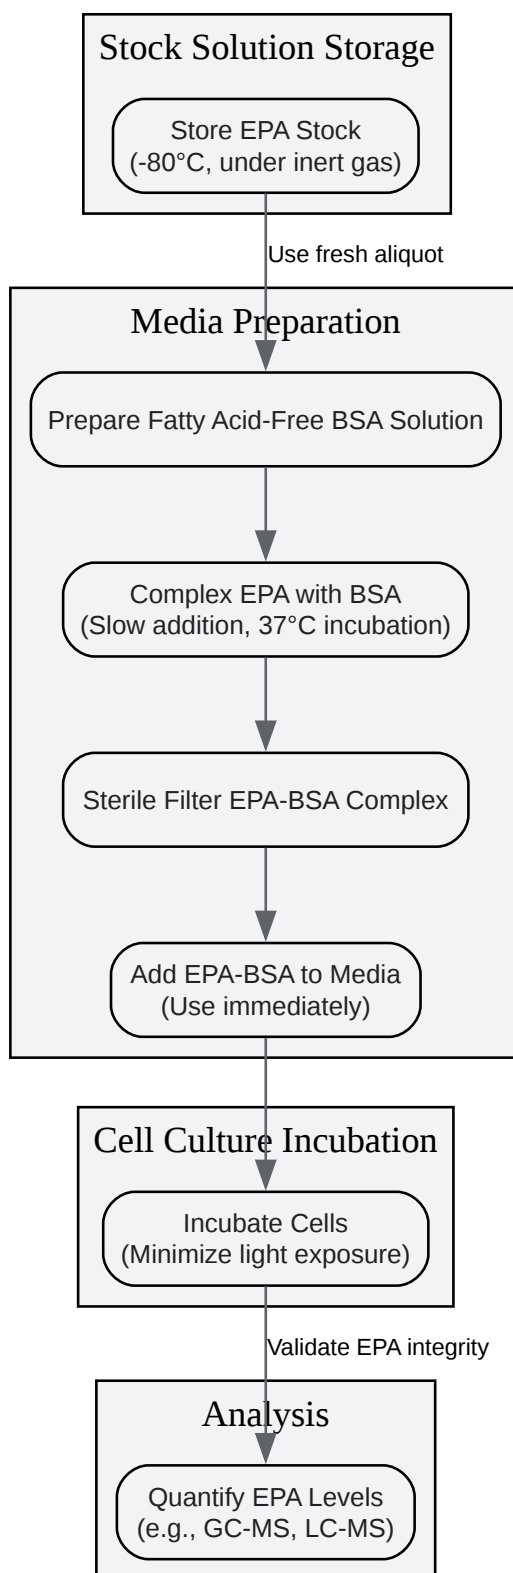 Stock Solution Storage
Store EPA Stock
(-80°C, under inert gas)
Use fresh aliquot
Media Preparation
Prepare Fatty Acid-Free BSA Solution
Complex EPA with BSA
(Slow addition, 37°C incubation)
Sterile Filter EPA-BSA Complex
Add EPA-BSA to Media
(Use immediately)
Cell Culture Incubation
Incubate Cells
(Minimize light exposure)
Validate EPA integrity
Analysis
Quantify EPA Levels
(e.g., GC-MS, LC-MS)